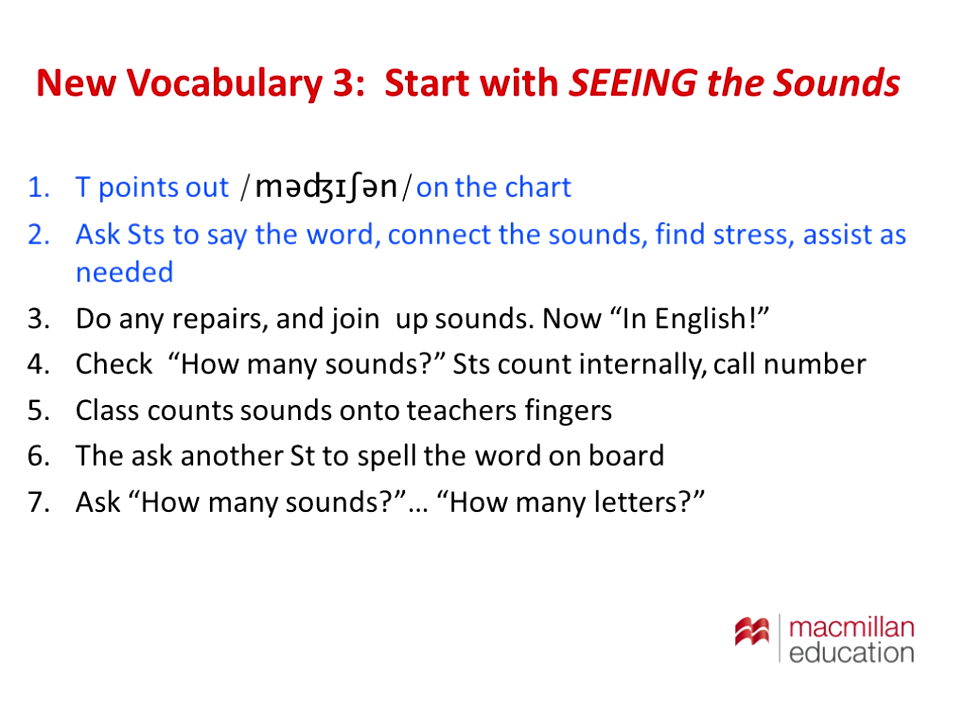 New Vocabulary 3:  Start with SEEING the Sounds
1. T points out /məʤɪʃən/ on the chart
2. Ask Sts to say the word, connect the sounds, find stress, assist as
needed
3. Do any repairs, and join  up sounds. Now “In English!”
4. Check  “How many sounds?” Sts count internally, call number
5. Class counts sounds onto teachers fingers
6. The ask another St to spell the word on board
7. Ask “How many sounds?”… “How many letters?”
macmillan
education